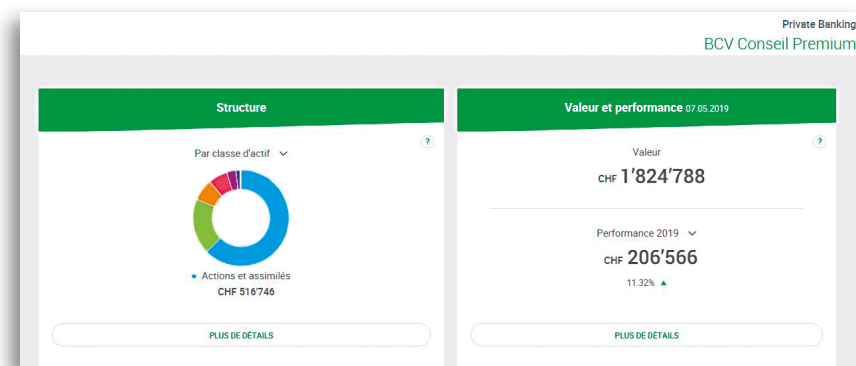 Private Banking
BCV Conseil Premium
Structure
?
Par classe d'actif
Actions et assimilés
CHF 516'746
PLUS DE DÉTAILS
Valeur et performance 07.05.2019
?
Valeur
CHF 1'824'788
Performance 2019
CHF 206'566
11.32% ▲
PLUS DE DÉTAILS